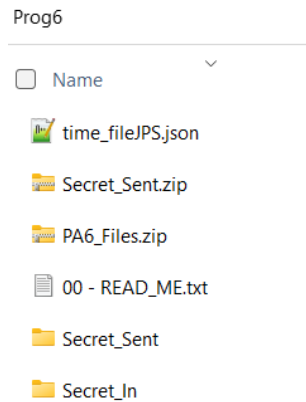 Prog6
Name
time_fileJPS.json
Secret_Sent.zip
PA6_Files.zip
00 - READ_ME.txt
Secret_Sent
Secret_In